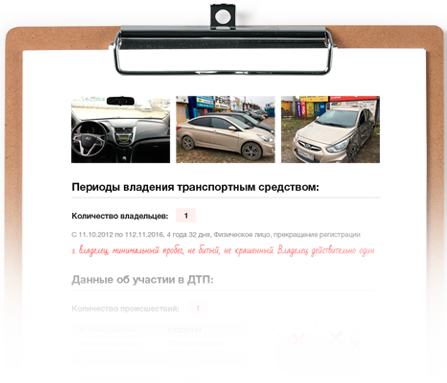 Периоды владения транспортным средством:
Количество владельцев: 1
С 11.10.2012 по 112.11.2016, 4 года 32 дня, Физическое лицо, прекращение регистрации
владелец, минимальный пробег, не битый, не крашенный. Владелец действительно один
Данные об участии в ДТП:
Количество происшествий: 1